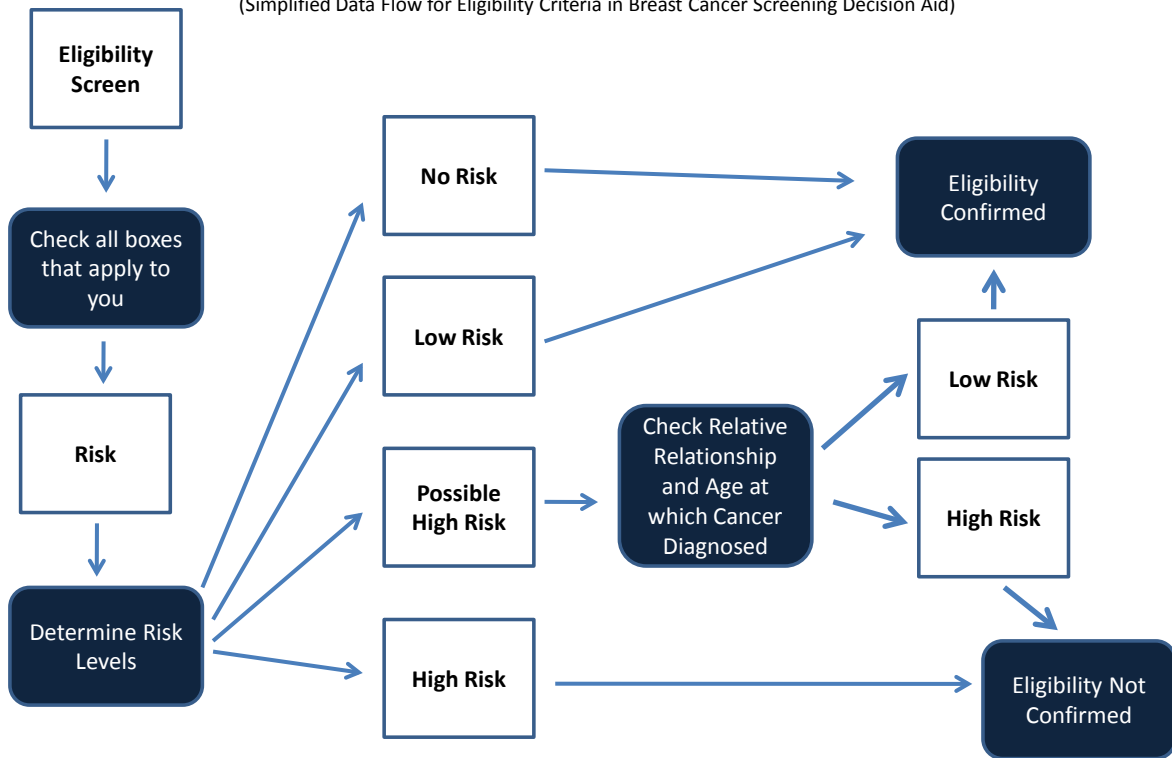 (Simplified Data Flow for Eligibility Criteria in Breast Cancer Screening Decision Aid)
Eligibility
Screen
Check all boxes
that apply to
you
Risk
Determine Risk
Levels
No Risk
Low Risk
Possible
High Risk
High Risk
Check Relative
Relationship
and Age at
which Cancer
Diagnosed
Eligibility
Confirmed
Low Risk
High Risk
Eligibility Not
Confirmed